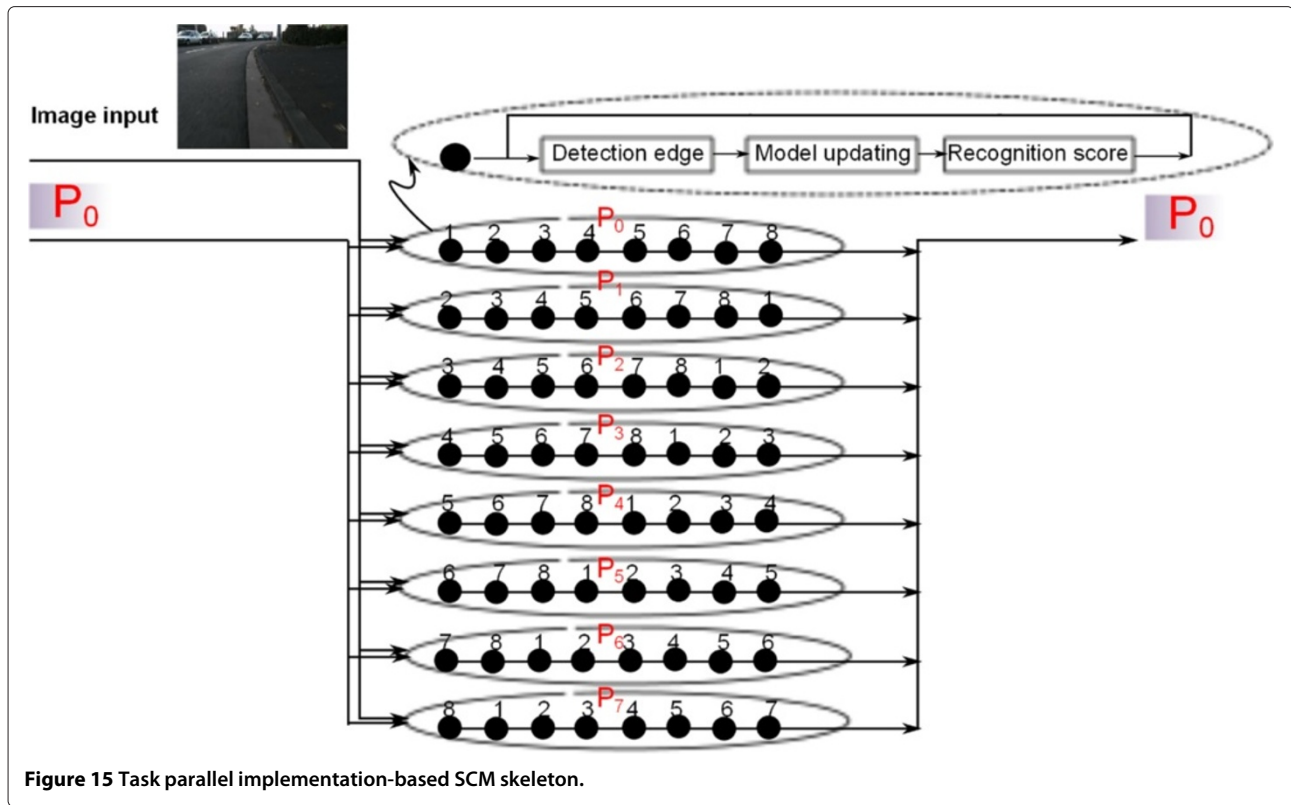 Image input
Detection edge Model updating Recognition score
P0
P0
P0
1 2 3 4 5 6 7 8
P1
2 3 4 5 6 7 8 1
P2
3 4 5 6 7 8 1 2
P3
4 5 6 7 8 1 2 3
P4
5 6 7 8 1 2 3 4
P5
6 7 8 1 2 3 4 5
P6
7 8 1 2 3 4 5 6
P7
8 1 2 3 4 5 6 7
Figure 15 Task parallel implementation-based SCM skeleton.